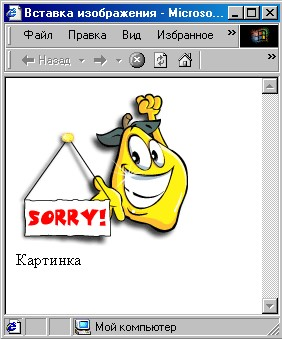 Вставка изображения - Microso...
Файл Правка Вид Избранное »
Назад »
SORRY!
Картинка
Мой компьютер